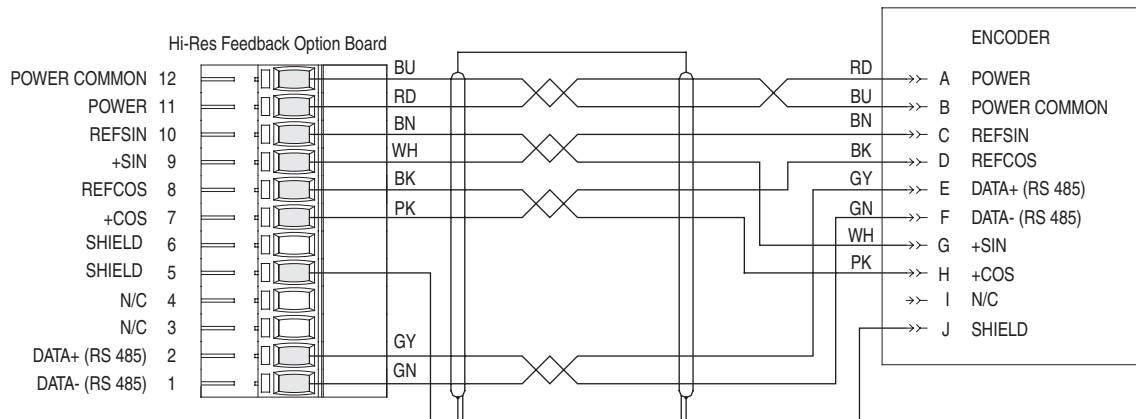 Hi-Res Feedback Option Board
ENCODER
POWER COMMON 12 BU RD A POWER
POWER 11 RD BU B POWER COMMON
REFSIN 10 BN BN C REFSIN
+SIN 9 WH BK D REFCOS
REFCOS 8 BK GY E DATA+ (RS 485)
+COS 7 PK GN F DATA- (RS 485)
SHIELD 6 WH G +SIN
SHIELD 5 PK H +COS
N/C 4 I N/C
N/C 3 J SHIELD
DATA+ (RS 485) 2 GY
DATA- (RS 485) 1 GN